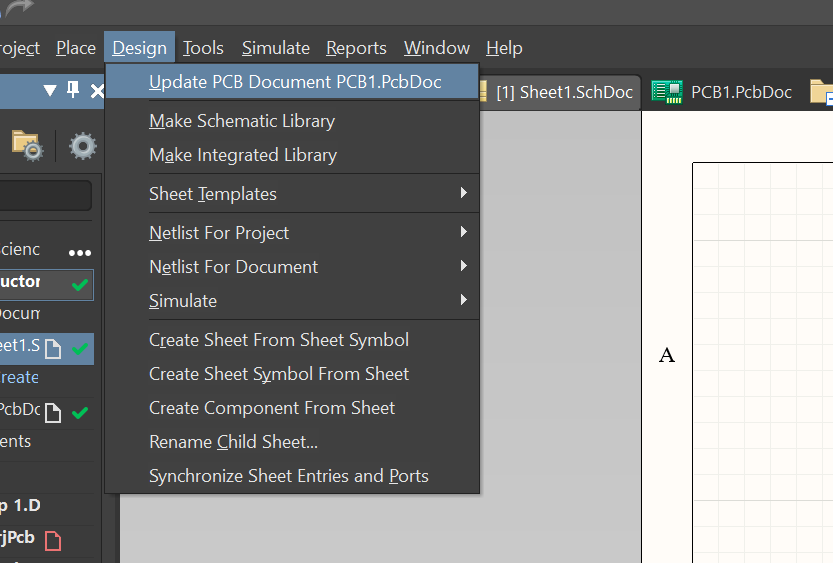 roject Place Design Tools Simulate Reports Window Help
Update PCB Document PCB1.PcbDoc
[1] Sheet1.SchDoc
PCB1.PcbDoc
Make Schematic Library
Make Integrated Library
Sheet Templates
Netlist For Project
Netlist For Document
Simulate
Create Sheet From Sheet Symbol
Create Sheet Symbol From Sheet
Create Component From Sheet
Rename Child Sheet...
Synchronize Sheet Entries and Ports
cienc
uctor
Docum
eet1.S
reate
PcbDc
ents
p 1.D
rjPcb
A